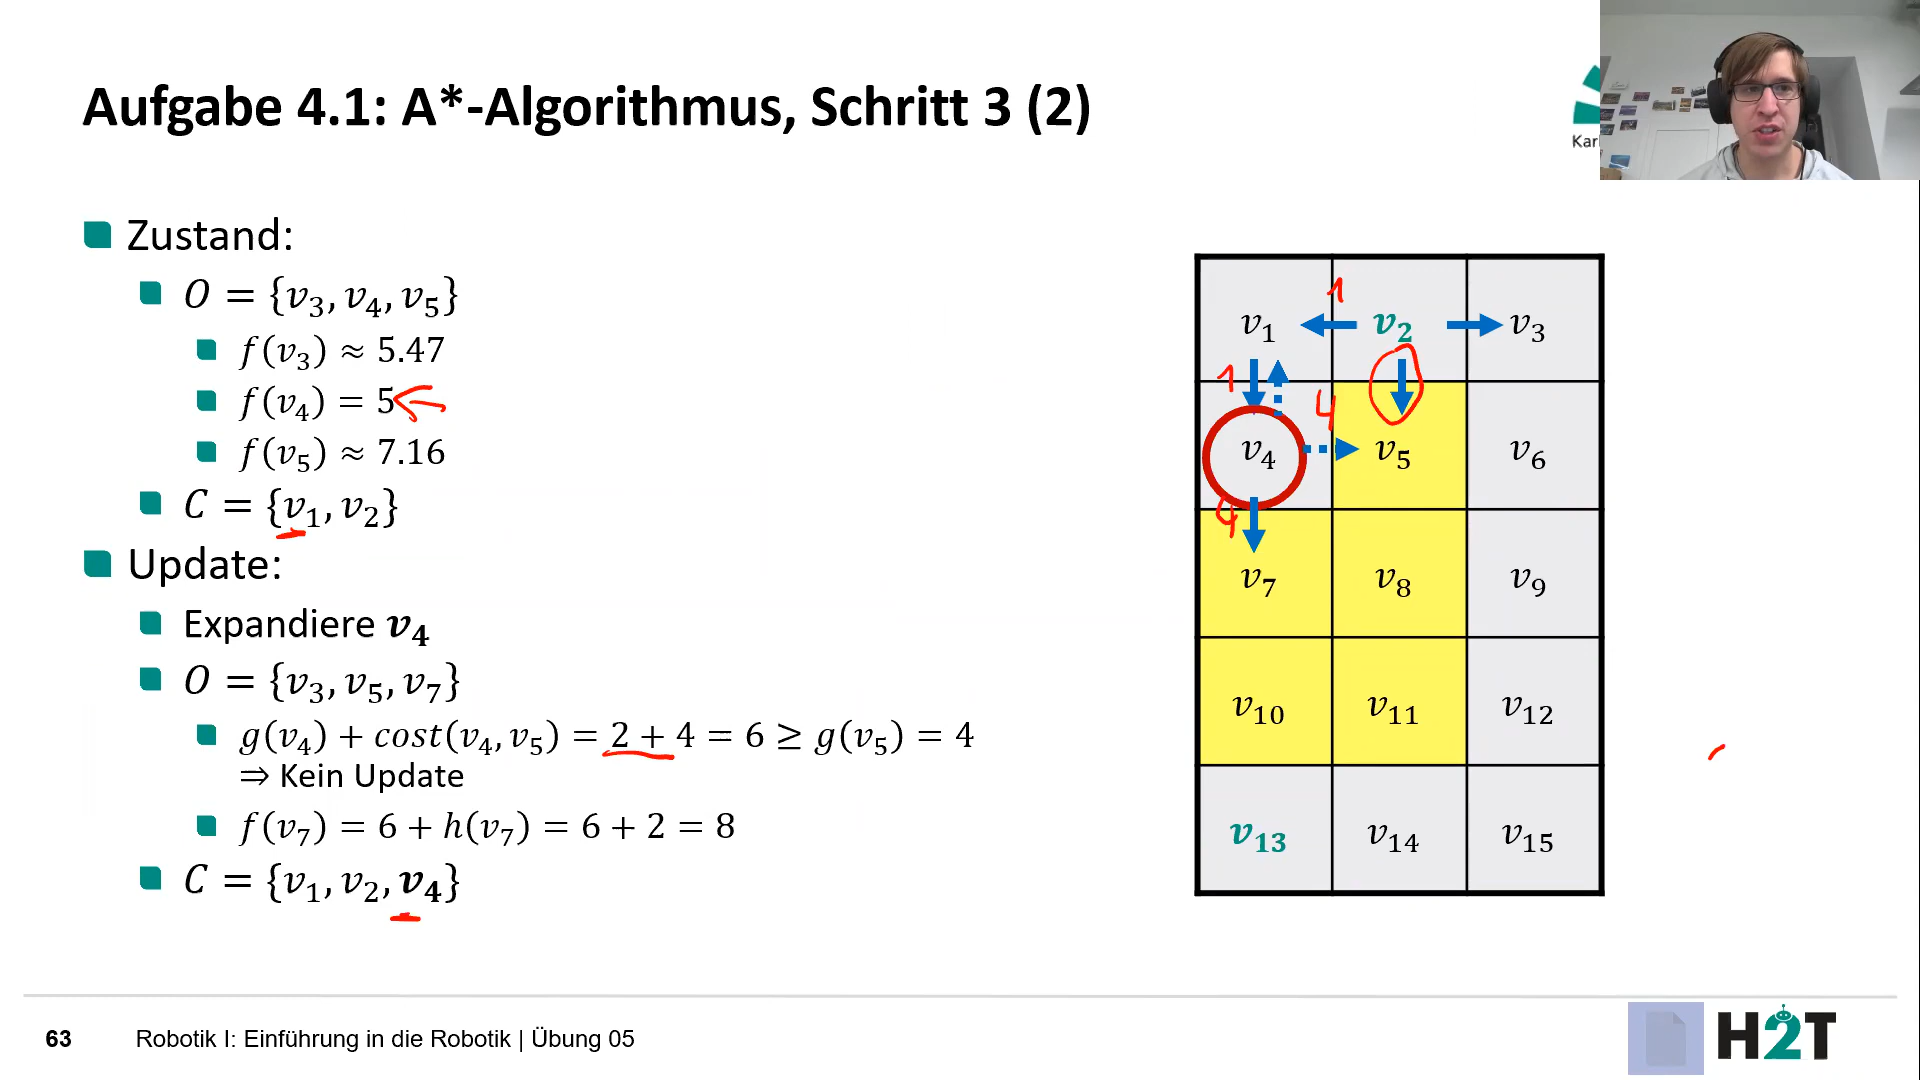 Aufgabe 4.1: A*-Algorithmus, Schritt 3 (2)
Karl
Zustand:
O = {v₃, v₄, v₅}
f(v₃) ≈ 5.47
f(v₄) = 5
f(v₅) ≈ 7.16
C = {v₁, v₂}
Update:
Expandiere v₄
O = {v₃, v₅, v₇}
g(v₄) + cost(v₄, v₅) = 2 + 4 = 6 ≥ g(v₅) = 4
⇒ Kein Update
f(v₇) = 6 + h(v₇) = 6 + 2 = 8
C = {v₁, v₂, v₄}
1
v₁ v₂ v₃
1 4
v₄ v₅ v₆
4
v₇ v₈ v₉
v₁₀ v₁₁ v₁₂
v₁₃ v₁₄ v₁₅
63 Robotik I: Einführung in die Robotik | Übung 05
H2T